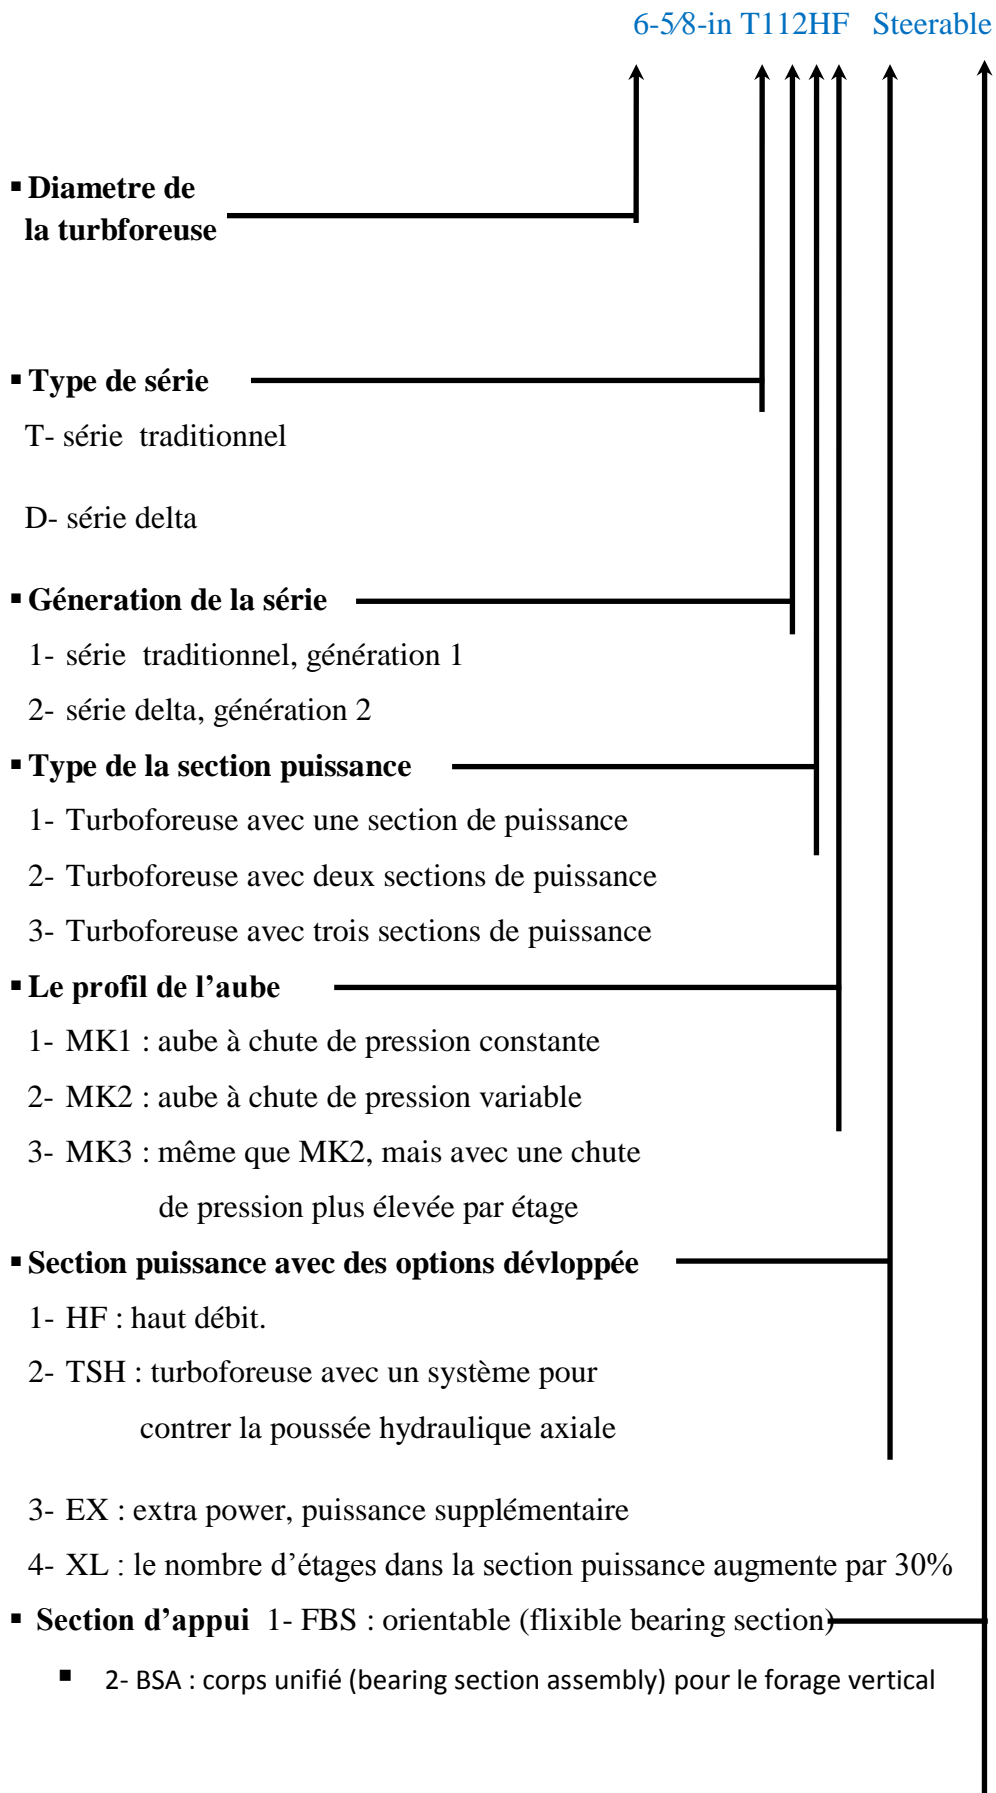 6-5⁄8-in T112HF Steerable
▪ Diametre de
la turbforeuse
▪ Type de série
T- série traditionnel
D- série delta
▪ Géneration de la série
1- série traditionnel, génération 1
2- série delta, génération 2
▪ Type de la section puissance
1- Turboforeuse avec une section de puissance
2- Turboforeuse avec deux sections de puissance
3- Turboforeuse avec trois sections de puissance
▪ Le profil de l’aube
1- MK1 : aube à chute de pression constante
2- MK2 : aube à chute de pression variable
3- MK3 : même que MK2, mais avec une chute
de pression plus élevée par étage
▪ Section puissance avec des options dévloppée
1- HF : haut débit.
2- TSH : turboforeuse avec un système pour
contrer la poussée hydraulique axiale
3- EX : extra power, puissance supplémentaire
4- XL : le nombre d’étages dans la section puissance augmente par 30%
▪ Section d’appui 1- FBS : orientable (flixible bearing section)
▪ 2- BSA : corps unifié (bearing section assembly) pour le forage vertical